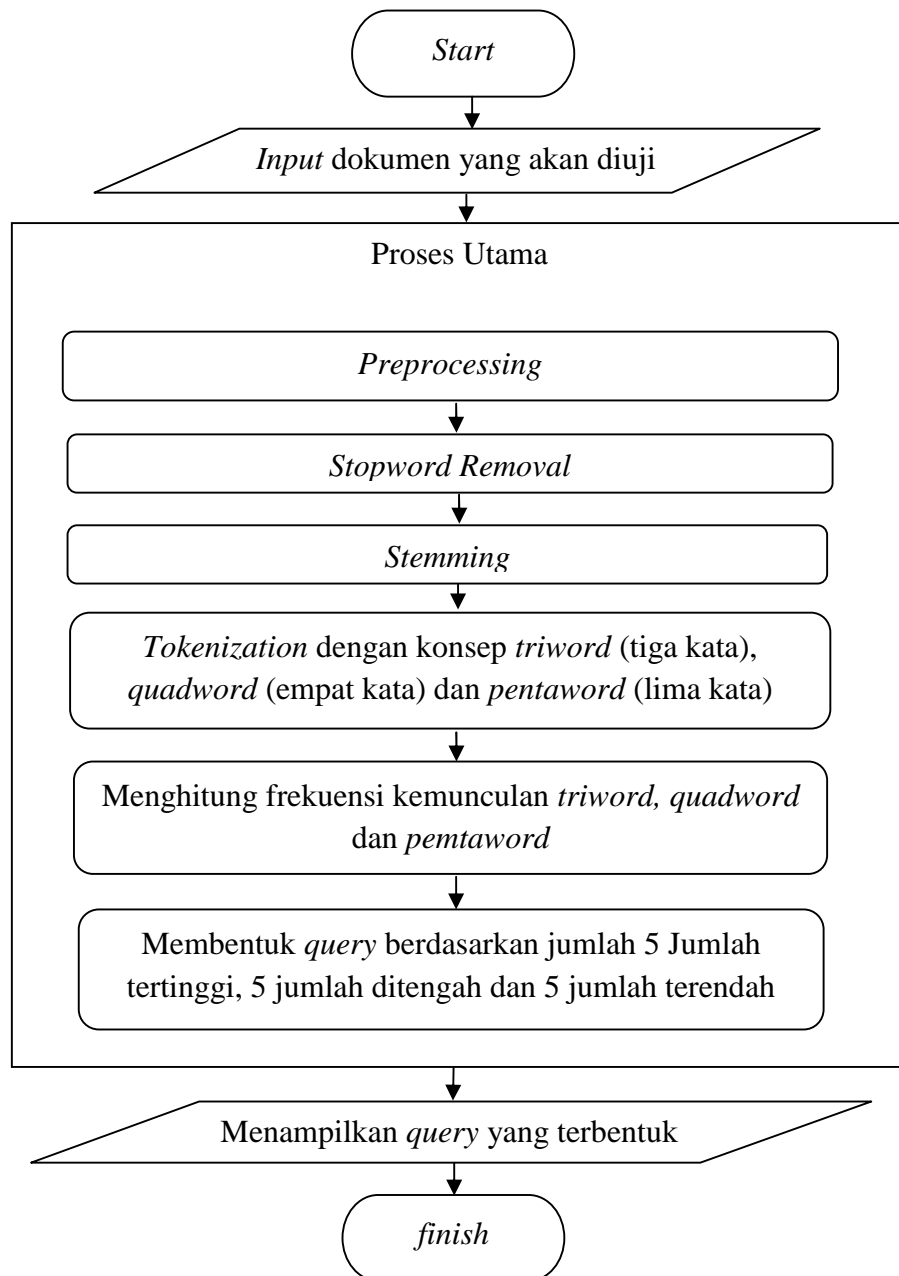 Start
Input dokumen yang akan diuji
Proses Utama
Preprocessing
Stopword Removal
Stemming
Tokenization dengan konsep triword (tiga kata),
quadword (empat kata) dan pentaword (lima kata)
Menghitung frekuensi kemunculan triword, quadword
dan pemtaword
Membentuk query berdasarkan jumlah 5 Jumlah
tertinggi, 5 jumlah ditengah dan 5 jumlah terendah
Menampilkan query yang terbentuk
finish